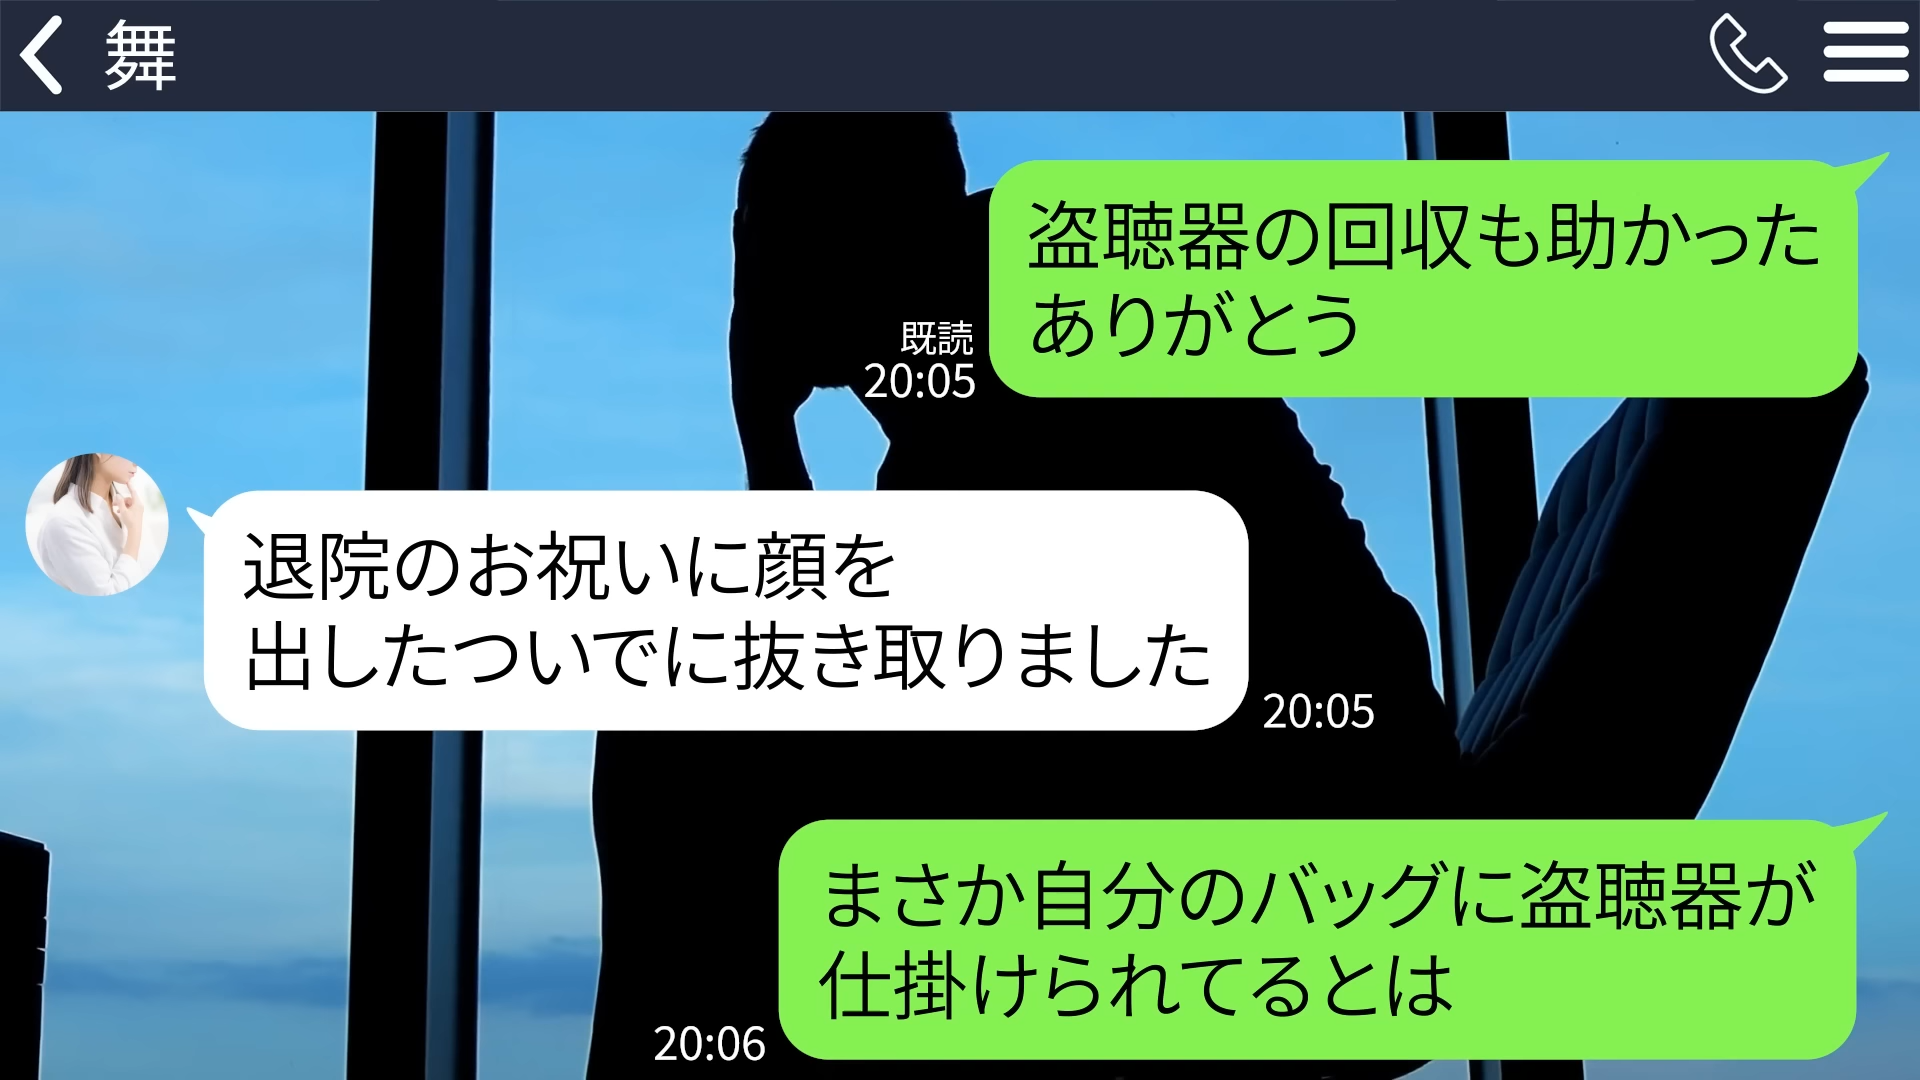 舞
盗聴器の回収も助かった
ありがとう
既読
20:05
退院のお祝いに顔を
出したついでに抜き取りました
20:05
まさか自分のバッグに盗聴器が
仕掛けられてるとは
20:06